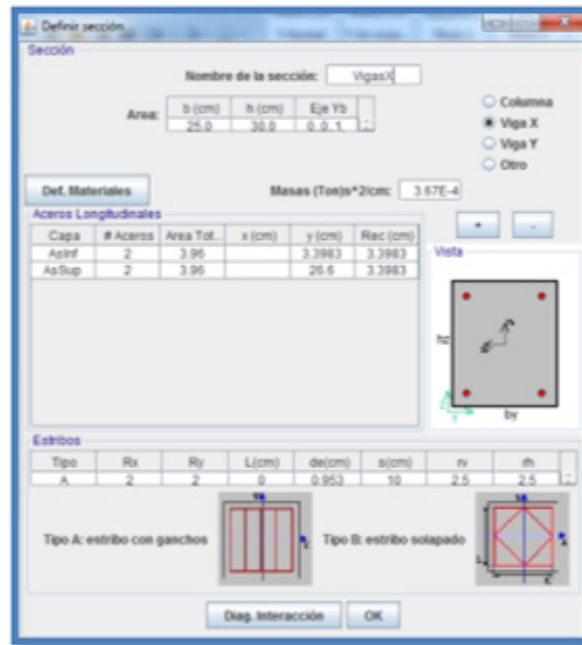 Definir sección
Sección
Nombre de la sección: VigasX
Area:
b (cm) h (cm) Eje Yb
25.0 30.0 0..0..1.
Columna
Viga X
Viga Y
Otro
Def. Materiales
Masas (Ton)s^2/cm: 3.67E-4
Aceros Longitudinales
+ -
Capa # Aceros Area Tot... x (cm) y (cm) Rec (cm)
AsInf 2 3.96 3.3983 3.3983
AsSup 2 3.96 26.6 3.3983
Vista
by
Estribos
Tipo Rx Ry L(cm) de(cm) s(cm) rv rh
A 2 2 0 0.953 10 2.5 2.5
Tipo A: estribo con ganchos
Tipo B: estribo solapado
Diag. Interacción OK